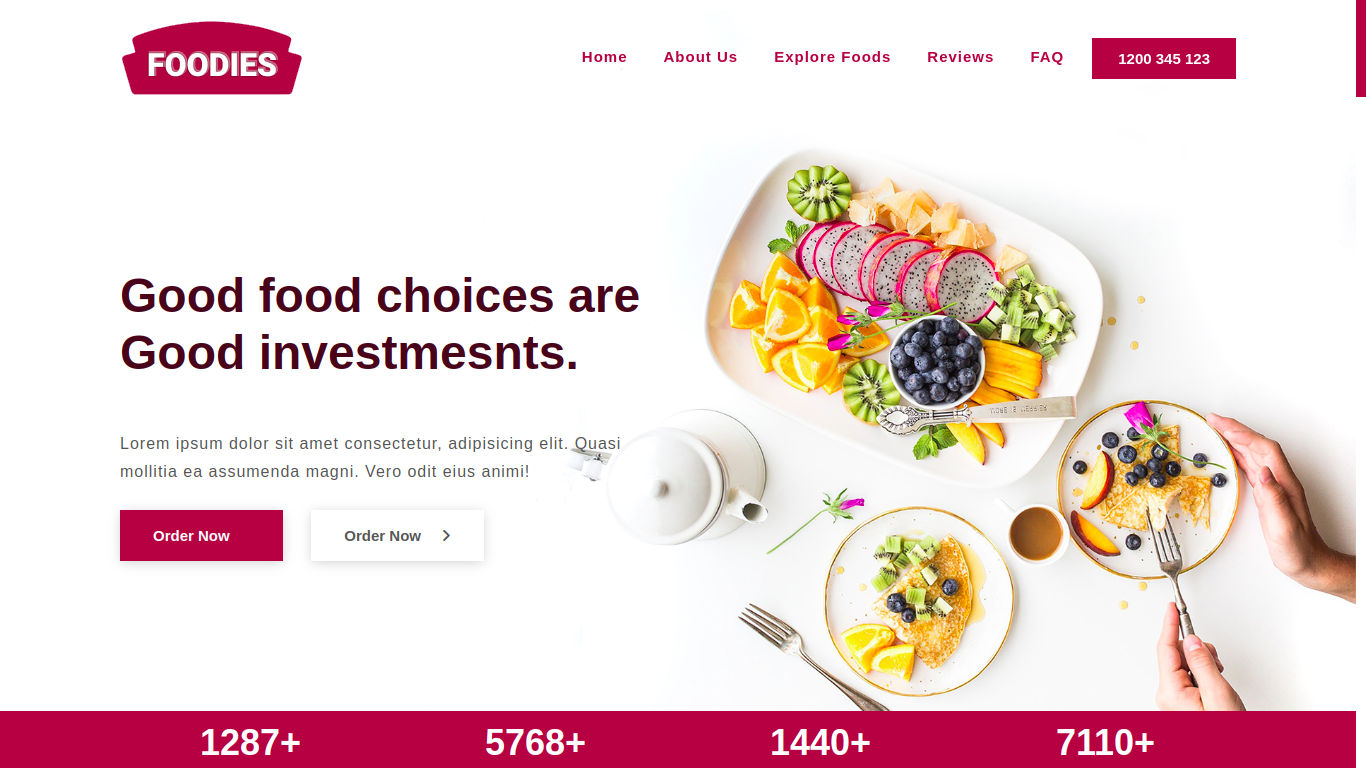 FOODIES
Home About Us Explore Foods Reviews FAQ 1200 345 123
Good food choices are
Good investmesnts.
Lorem ipsum dolor sit amet consectetur, adipisicing elit. Quasi
mollitia ea assumenda magni. Vero odit eius animi!
Order Now Order Now
1287+ 5768+ 1440+ 7110+